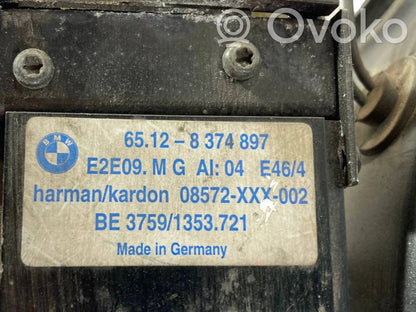 Ovoko
BMW
65.12 – 8 374 897
E2E09. M G AI: 04 E46/4
harman/kardon 08572-XXX-002
BE 3759/1353.721
Made in Germany